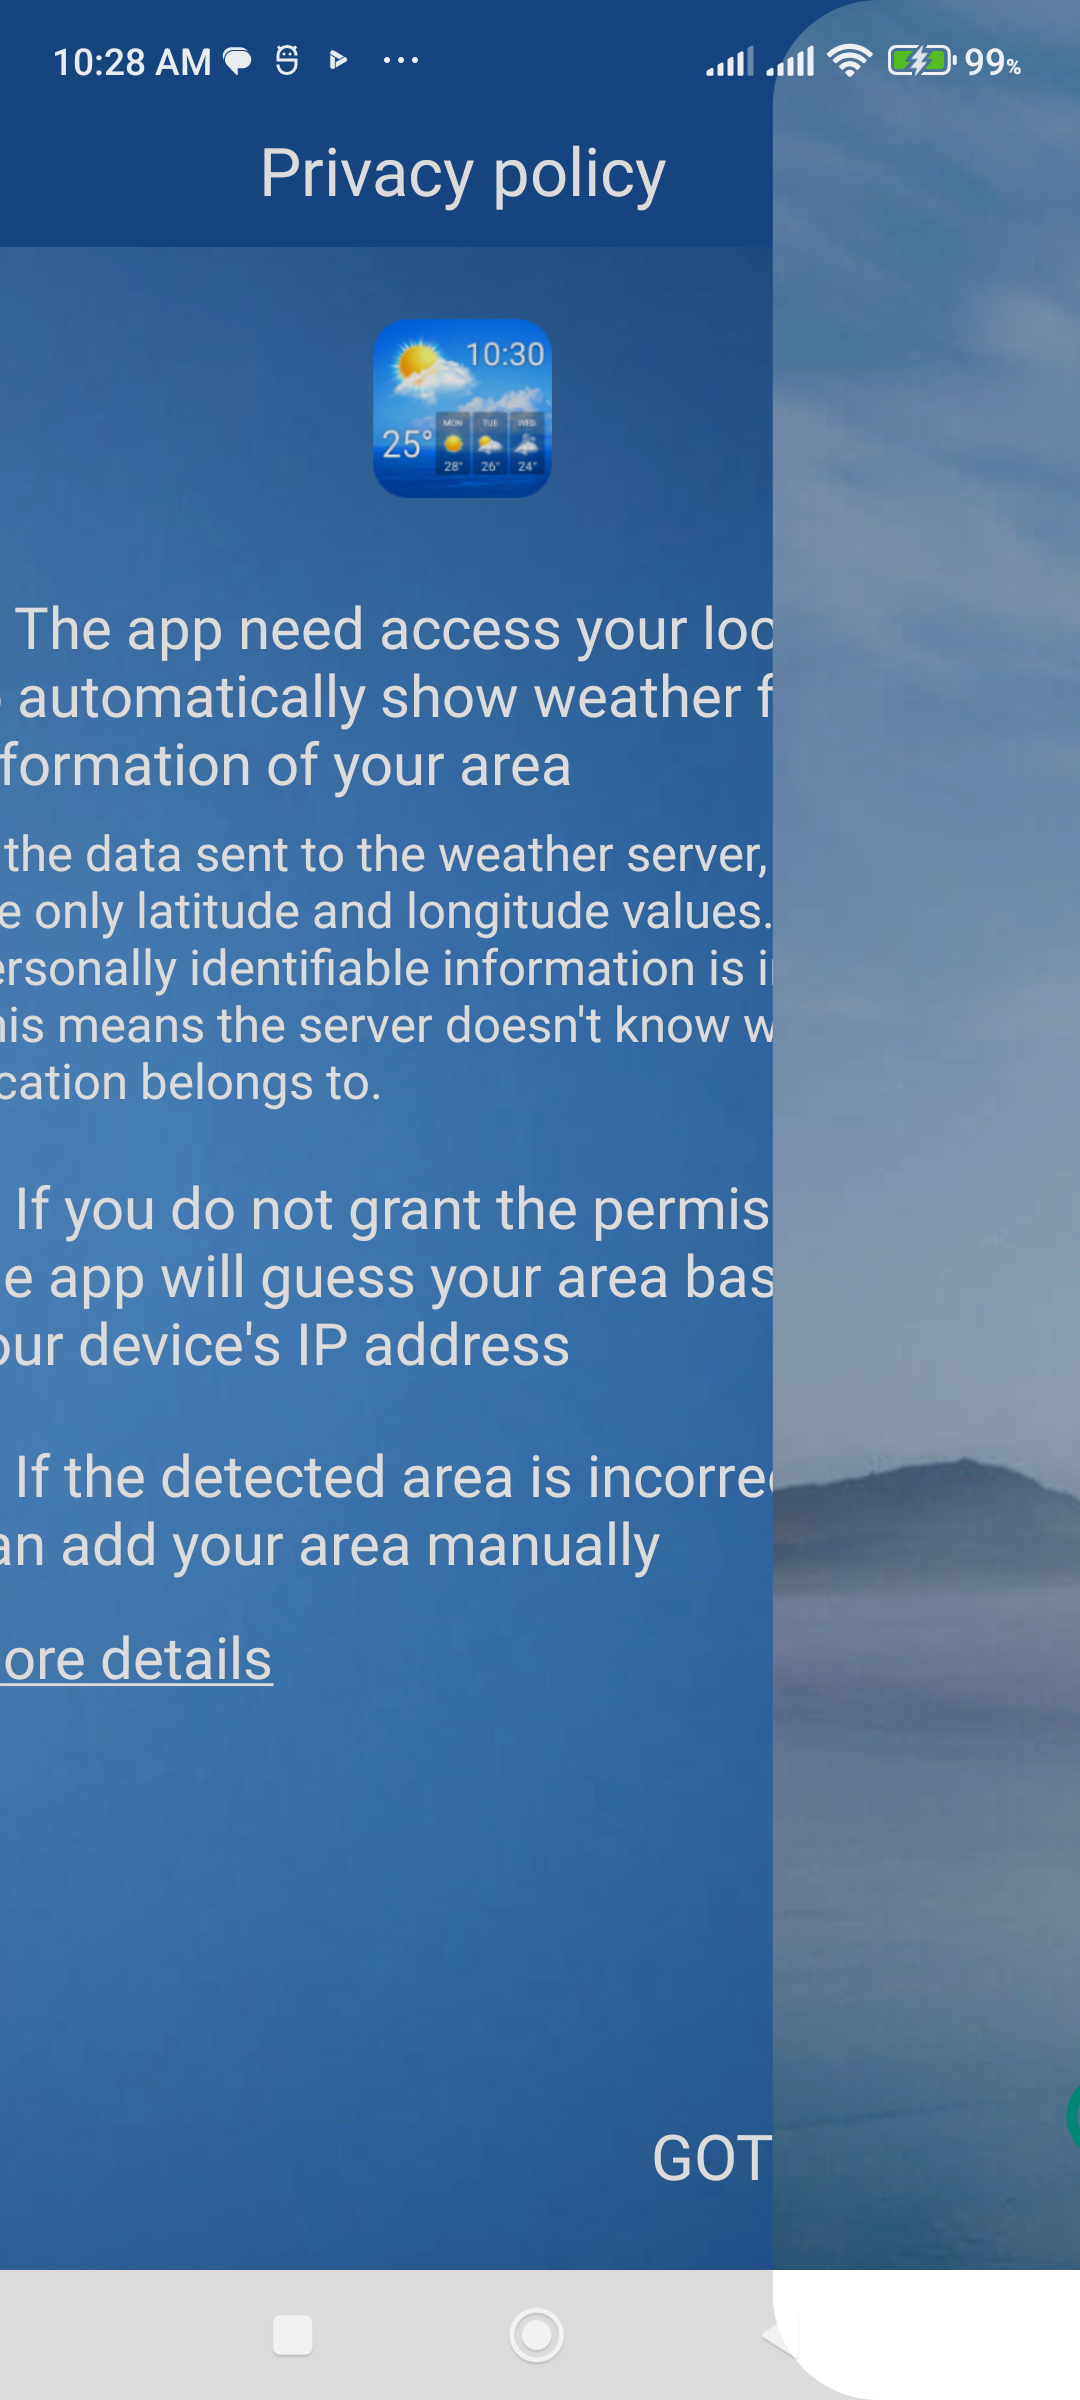 10:28 AM 99%
Privacy policy
10:30
25°
MON TUE WED
28° 26° 24°
The app need access your loc
automatically show weather f
formation of your area
the data sent to the weather server,
e only latitude and longitude values.
ersonally identifiable information is i
is means the server doesn't know w
cation belongs to.
If you do not grant the permis
e app will guess your area bas
our device's IP address
If the detected area is incorre
an add your area manually
ore details
GOT